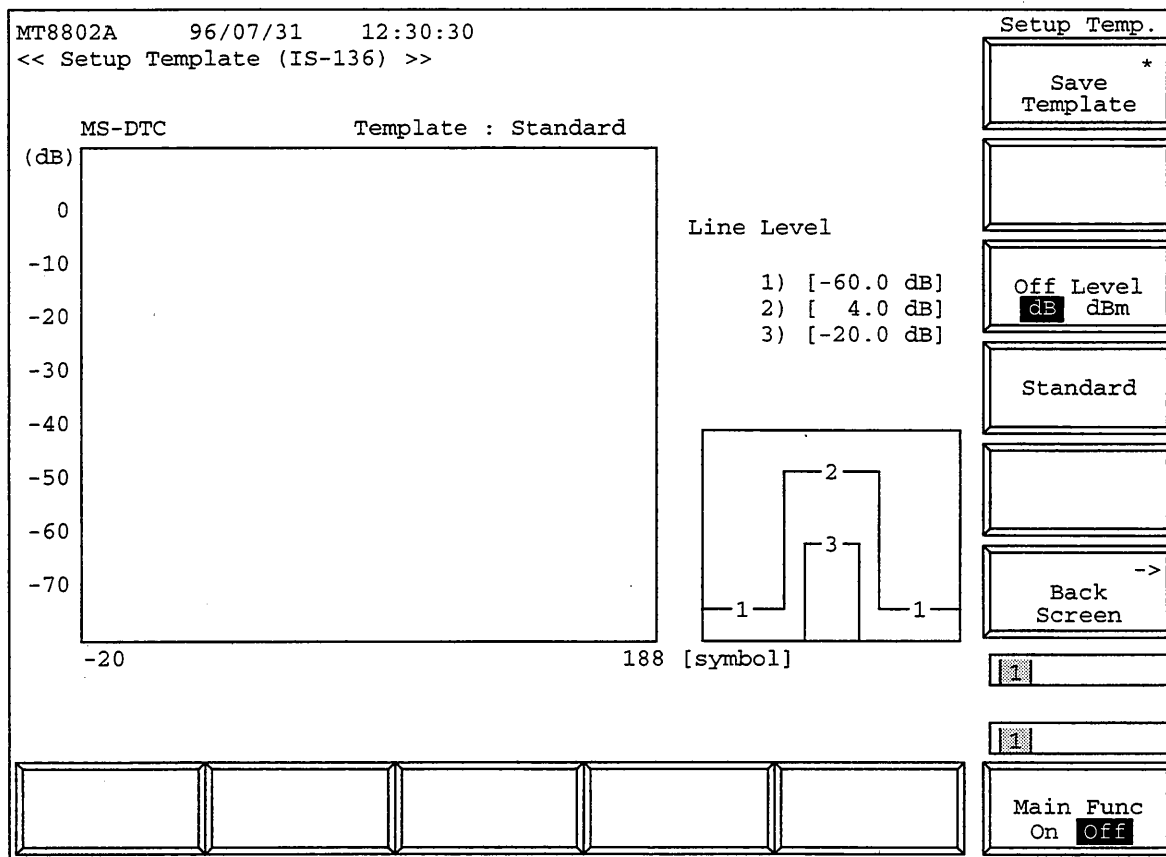 MT8802A 96/07/31 12:30:30
<< Setup Template (IS-136) >>
MS-DTC Template : Standard
(dB)
0
-10
-20
-30
-40
-50
-60
-70
-20 188 [symbol]
Line Level
1) [-60.0 dB]
2) [ 4.0 dB]
3) [-20.0 dB]
2
3
1 1
Setup Temp.
*
Save
Template
Off Level
dB dBm
Standard
->
Back
Screen
1
1
Main Func
On Off